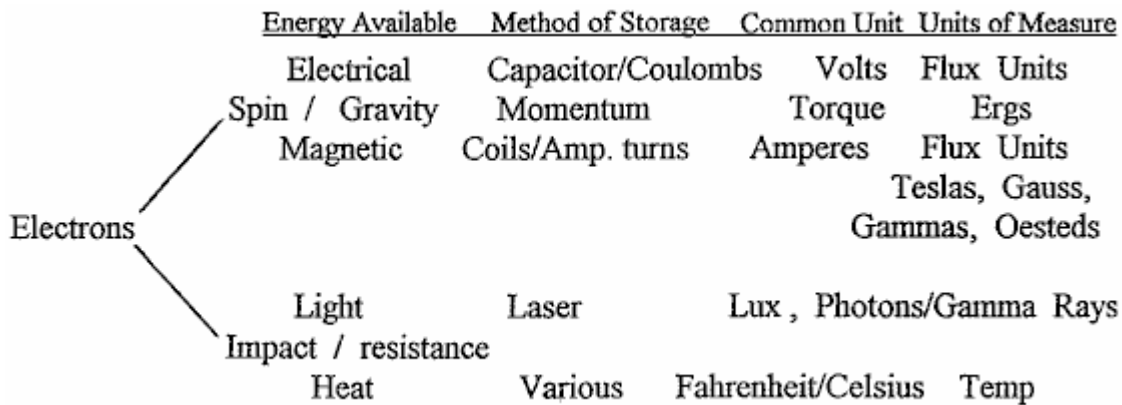 Energy Available Method of Storage Common Unit Units of Measure
Electrical Capacitor/Coulombs Volts Flux Units
Spin / Gravity Momentum Torque Ergs
Magnetic Coils/Amp. turns Amperes Flux Units
Teslas, Gauss,
Electrons Gammas, Oesteds
Light Laser Lux , Photons/Gamma Rays
Impact / resistance
Heat Various Fahrenheit/Celsius Temp